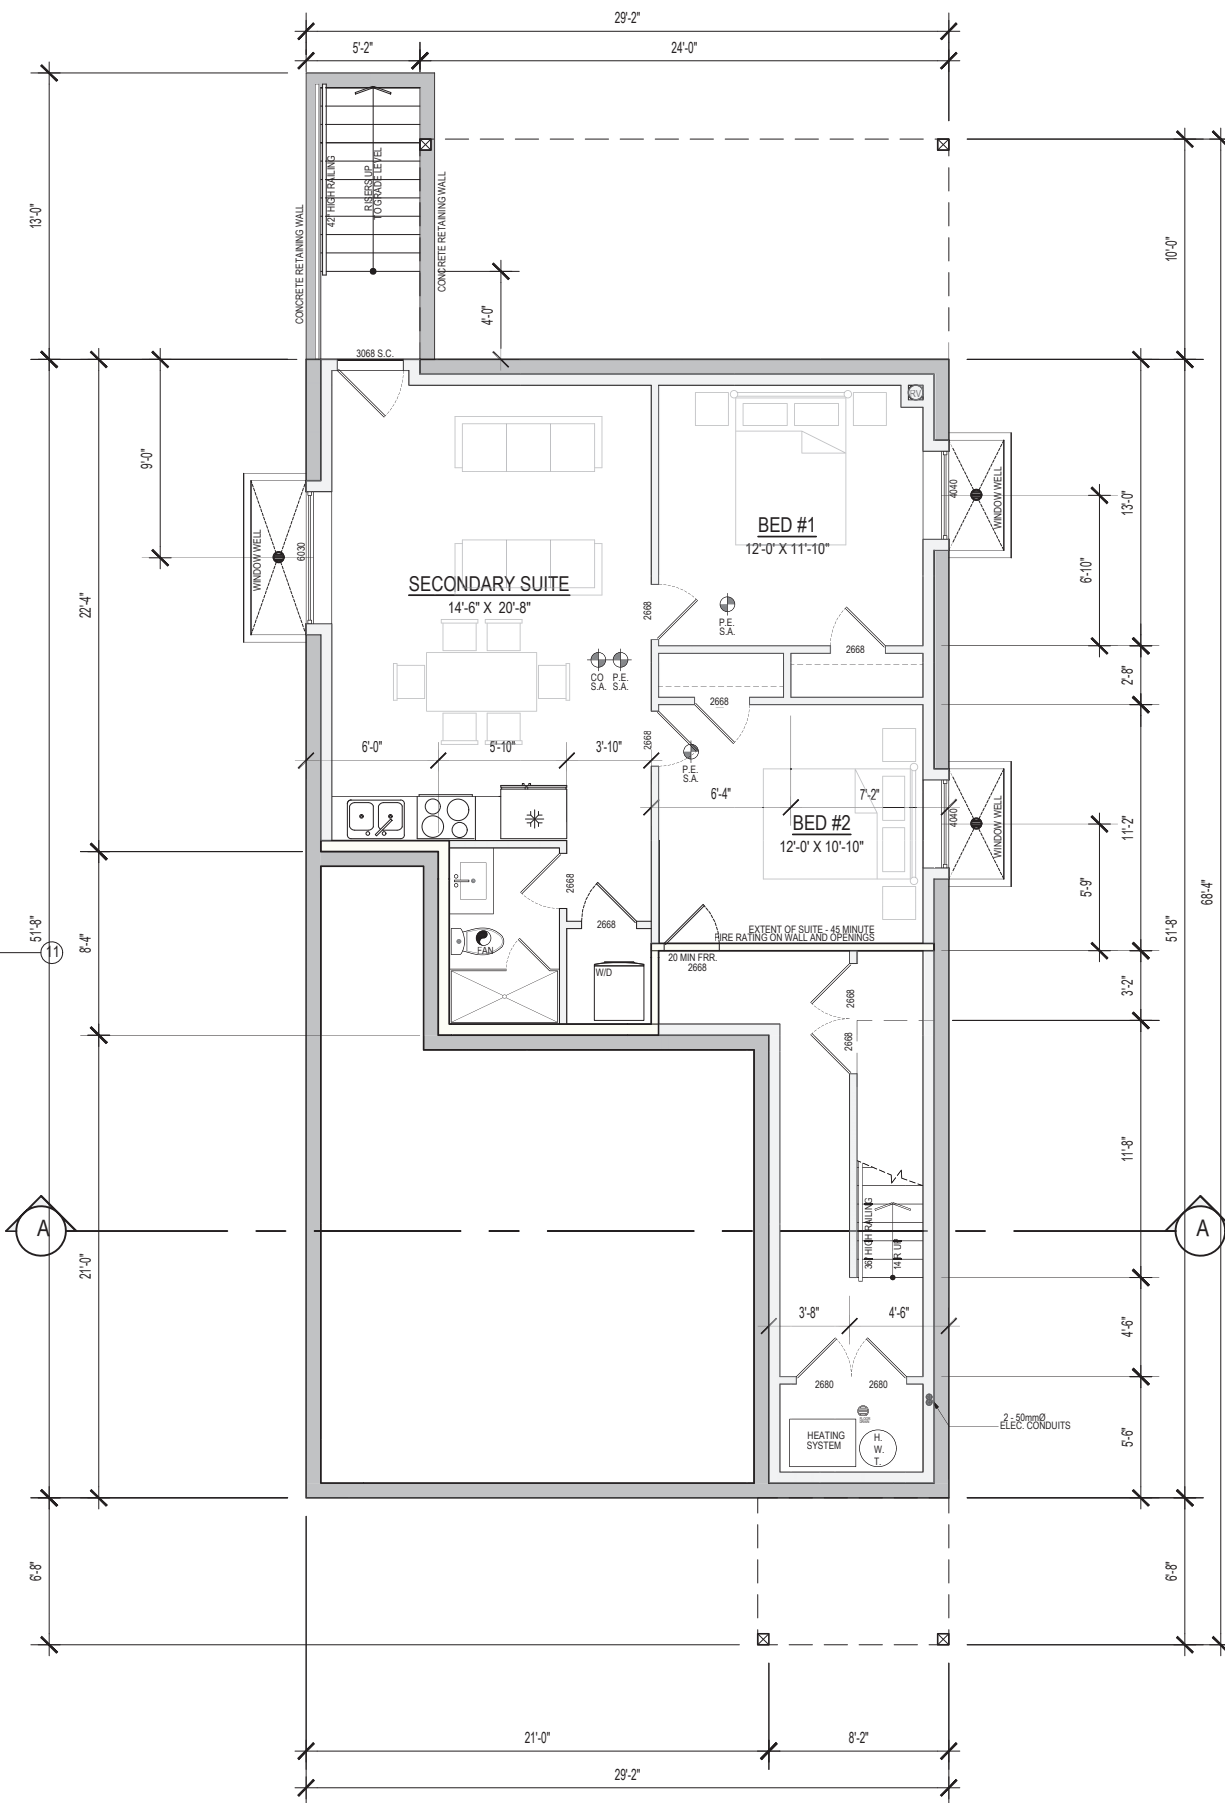 29'-2"
5'-2"
24'-0"
13'-0"
CONCRETE RETAINING WALL
42" HIGH RAILING
RISERS UP
TO GRADE LEVEL
CONCRETE RETAINING WALL
4'-0"
10'-0"
3068 S.C.
RV
9'-0"
22'-4"
WINDOW WELL
6030
SECONDARY SUITE
14'-6" X 20'-8"
BED #1
12'-0' X 11'-10"
4040
WINDOW WELL
6'-10"
13'-0"
2668
P.E.
S.A.
2668
CO
S.A.
P.E.
S.A.
2668
2'-8"
6'-0"
5'-10"
3'-10"
2668
P.E.
S.A.
6'-4"
7'-2"
BED #2
12'-0' X 10'-10"
4040
WINDOW WELL
5'-9"
11'-2"
68'-4"
51'-8"
51'-8"
11
8'-4"
2668
2668
FAN
W/D
EXTENT OF SUITE - 45 MINUTE
FIRE RATING ON WALL AND OPENINGS
20 MIN FRR.
2668
2668
2668
3'-2"
11'-8"
A
A
36" HIGH RAILING
14 R UP
21'-0"
3'-8"
4'-6"
4'-6"
2680
2680
HEATING
SYSTEM
H.
W.
T.
2 - 50mmØ
ELEC. CONDUITS
5'-6"
6'-8"
6'-8"
21'-0"
8'-2"
29'-2"